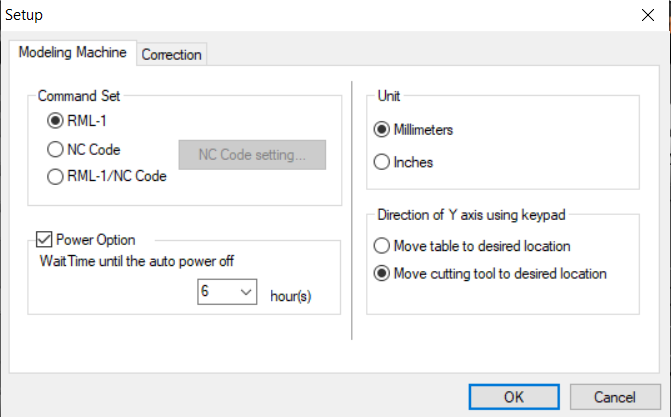 Setup
Modeling Machine
Correction
Command Set
RML-1
NC Code
NC Code setting...
RML-1/NC Code
Power Option
WaitTime until the auto power off
6
hour(s)
Unit
Millimeters
Inches
Direction of Y axis using keypad
Move table to desired location
Move cutting tool to desired location
OK
Cancel